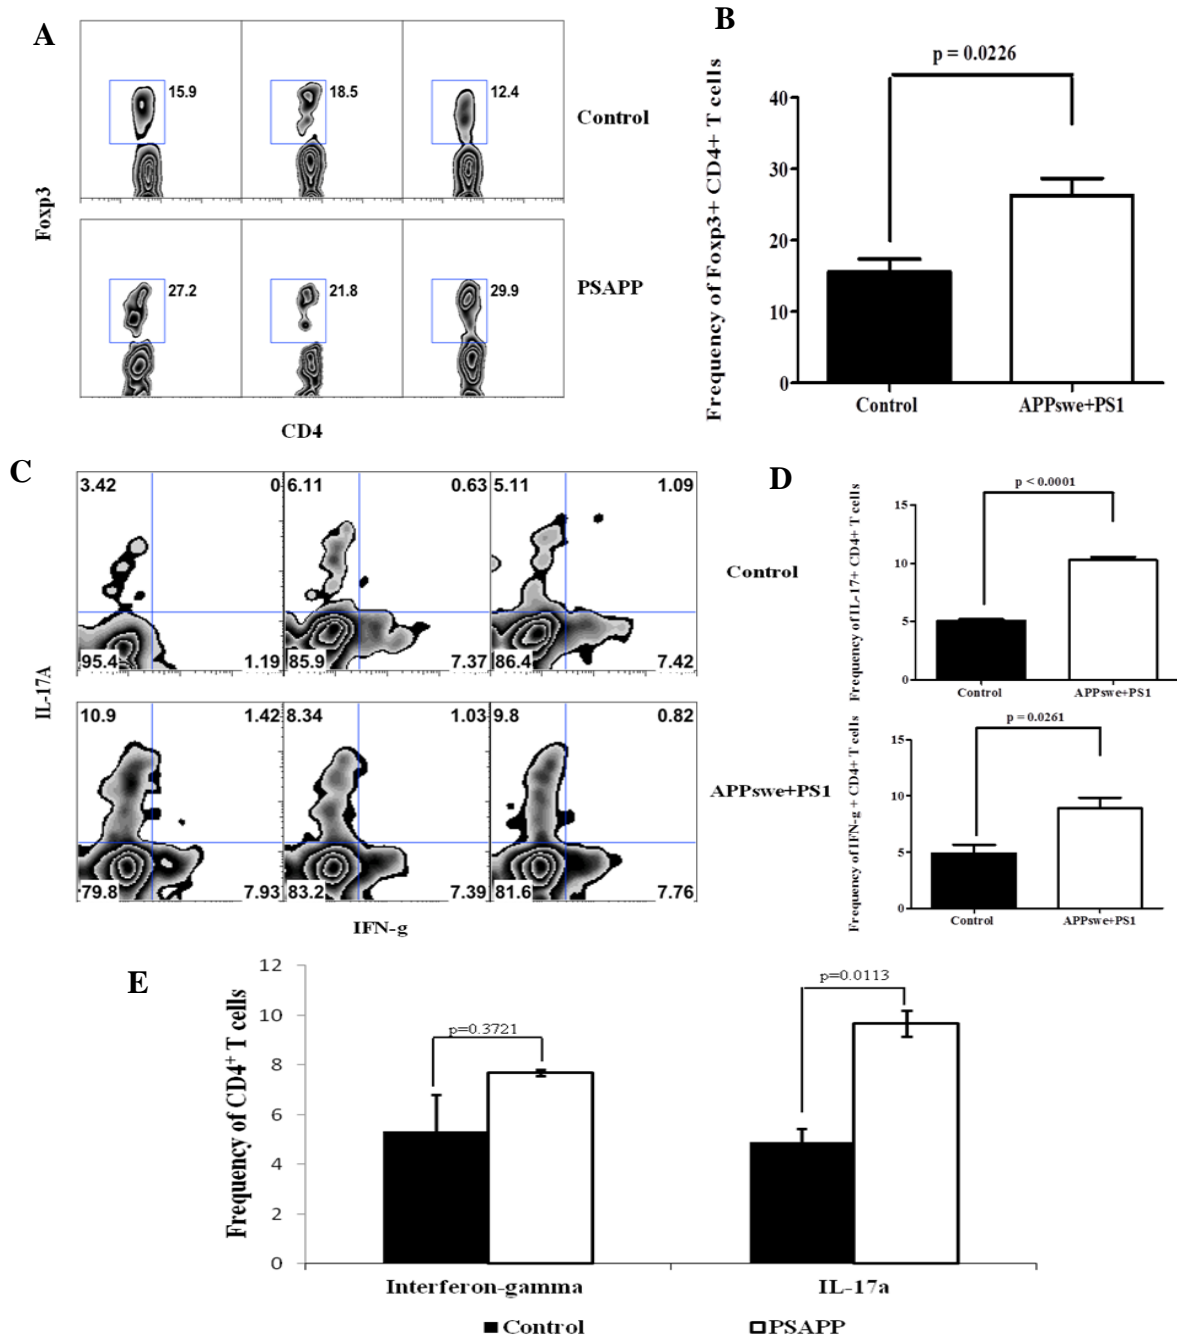 A
15.9
18.5
12.4
Control
Foxp3
27.2
21.8
29.9
PSAPP
CD4
B
p = 0.0226
Frequency of Foxp3+ CD4+ T cells
40
30
20
10
0
Control
APPswe+PS1
C
3.42
0
6.11
0.63
5.11
1.09
95.4
1.19
85.9
7.37
86.4
7.42
Control
IL-17A
10.9
1.42
8.34
1.03
9.8
0.82
79.8
7.93
83.2
7.39
81.6
7.76
APPswe+PS1
IFN-g
D
p < 0.0001
Frequency of IL-17+ CD4+ T cells
15
10
5
0
Control
APPswe+PS1
p = 0.0261
Frequency of IFN-g + CD4+ T cells
15
10
5
0
Control
APPswe+PS1
E
Frequency of CD4+ T cells
12
10
8
6
4
2
0
p=0.3721
p=0.0113
Interferon-gamma
IL-17a
Control
PSAPP